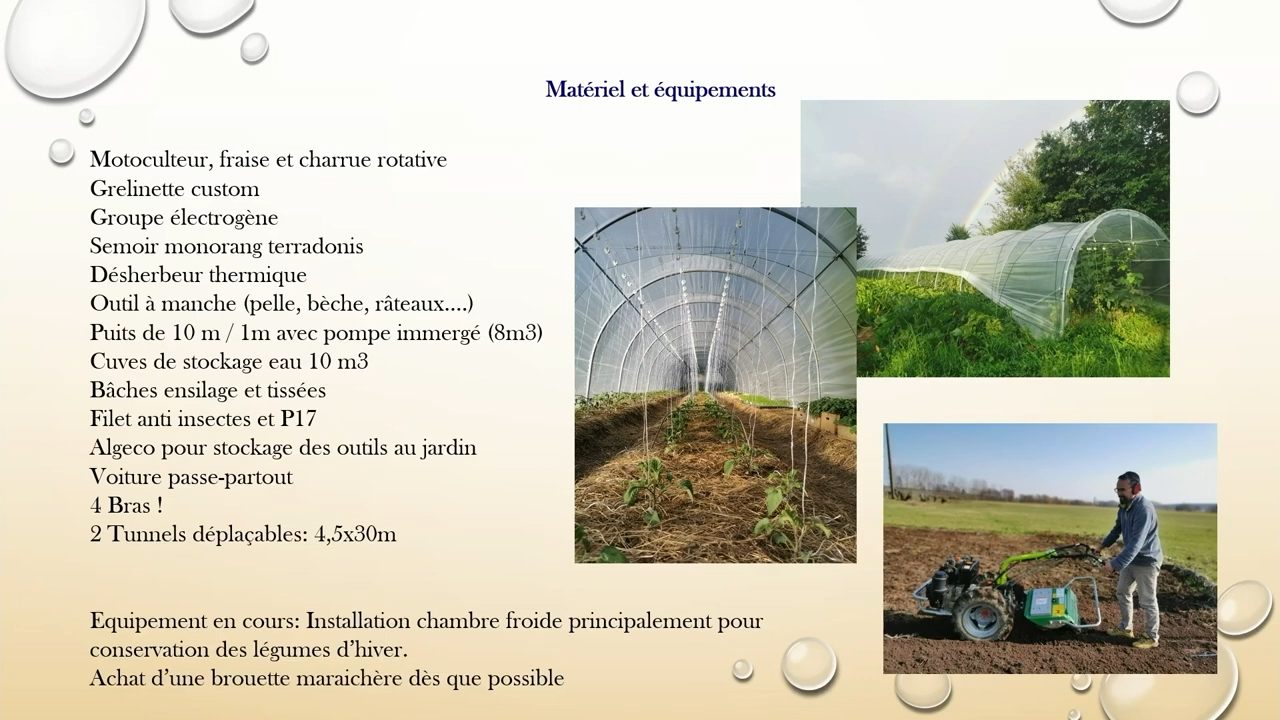 Matériel et équipements
Motoculteur, fraise et charrue rotative
Grelinette custom
Groupe électrogène
Semoir monorang terradonis
Désherbeur thermique
Outil à manche (pelle, bèche, râteaux….)
Puits de 10 m / 1m avec pompe immergé (8m3)
Cuves de stockage eau 10 m3
Bâches ensilage et tissées
Filet anti insectes et P17
Algeco pour stockage des outils au jardin
Voiture passe-partout
4 Bras !
2 Tunnels déplaçables: 4,5x30m
Equipement en cours: Installation chambre froide principalement pour
conservation des légumes d’hiver.
Achat d’une brouette maraichère dès que possible